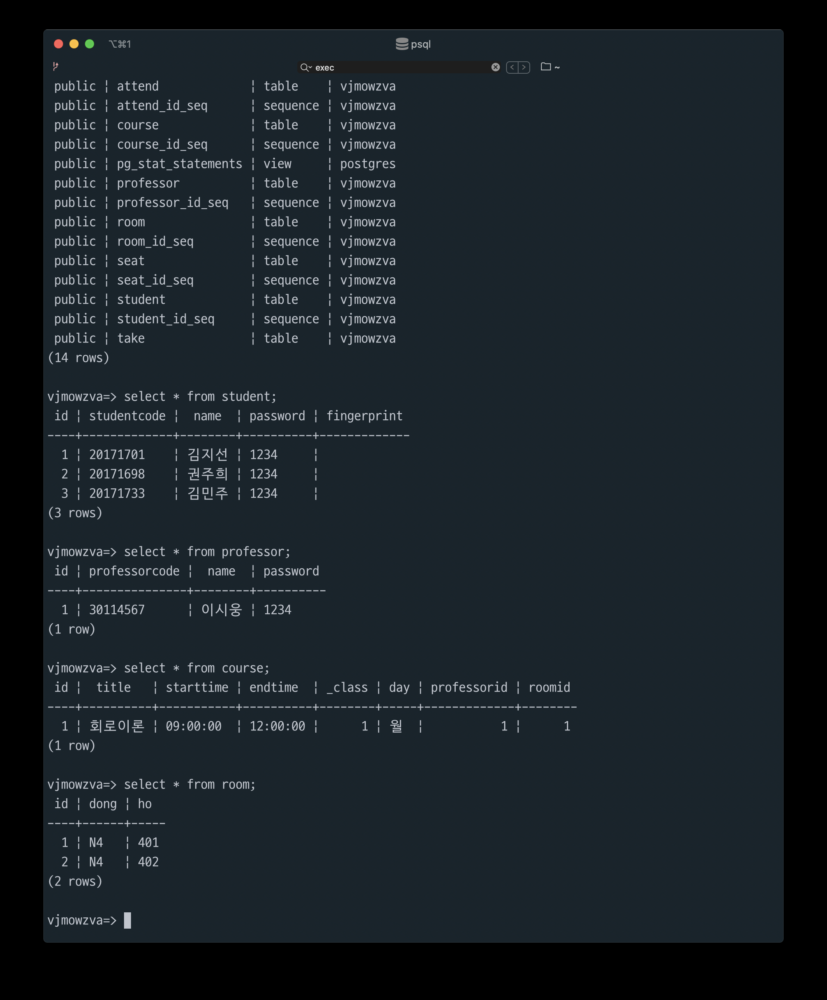 ⌥⌘1
psql
exec
~
public ¦ attend             ¦ table    ¦ vjmowzva
public ¦ attend_id_seq      ¦ sequence ¦ vjmowzva
public ¦ course             ¦ table    ¦ vjmowzva
public ¦ course_id_seq      ¦ sequence ¦ vjmowzva
public ¦ pg_stat_statements ¦ view     ¦ postgres
public ¦ professor          ¦ table    ¦ vjmowzva
public ¦ professor_id_seq   ¦ sequence ¦ vjmowzva
public ¦ room               ¦ table    ¦ vjmowzva
public ¦ room_id_seq        ¦ sequence ¦ vjmowzva
public ¦ seat               ¦ table    ¦ vjmowzva
public ¦ seat_id_seq        ¦ sequence ¦ vjmowzva
public ¦ student            ¦ table    ¦ vjmowzva
public ¦ student_id_seq     ¦ sequence ¦ vjmowzva
public ¦ take               ¦ table    ¦ vjmowzva
(14 rows)

vjmowzva=> select * from student;
 id ¦ studentcode ¦  name  ¦ password ¦ fingerprint
----+-------------+--------+----------+-------------
  1 ¦ 20171701    ¦ 김지선 ¦ 1234     ¦
  2 ¦ 20171698    ¦ 권주희 ¦ 1234     ¦
  3 ¦ 20171733    ¦ 김민주 ¦ 1234     ¦
(3 rows)

vjmowzva=> select * from professor;
 id ¦ professorcode ¦  name  ¦ password
----+---------------+--------+----------
  1 ¦ 30114567      ¦ 이시웅 ¦ 1234
(1 row)

vjmowzva=> select * from course;
 id ¦  title   ¦ starttime ¦ endtime  ¦ _class ¦ day ¦ professorid ¦ roomid
----+----------+-----------+----------+--------+-----+-------------+--------
  1 ¦ 회로이론 ¦ 09:00:00  ¦ 12:00:00 ¦      1 ¦ 월  ¦           1 ¦      1
(1 row)

vjmowzva=> select * from room;
 id ¦ dong ¦ ho
----+------+-----
  1 ¦ N4   ¦ 401
  2 ¦ N4   ¦ 402
(2 rows)

vjmowzva=>